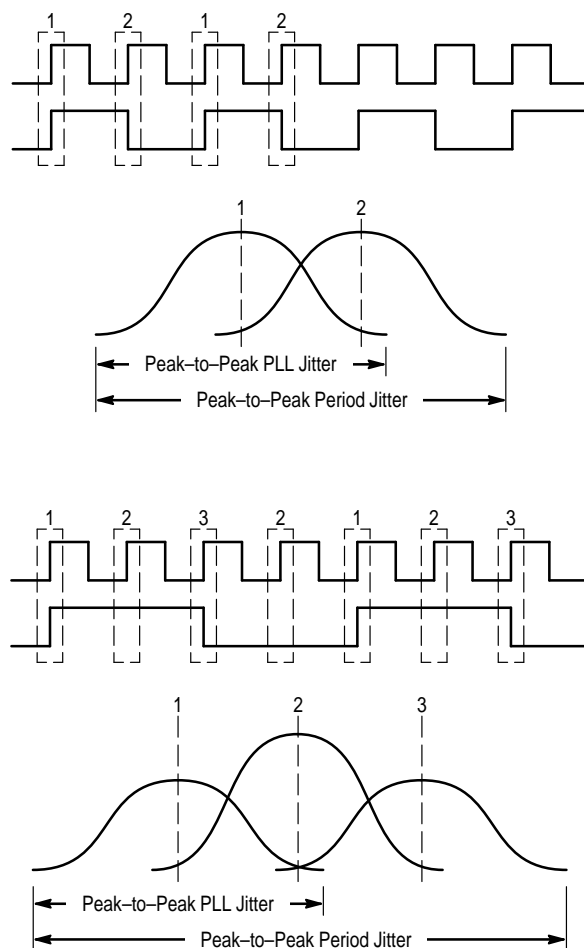 1 2 1 2
1 2
Peak–to–Peak PLL Jitter
Peak–to–Peak Period Jitter
1 2 3 2 1 2 3
1 2 3
Peak–to–Peak PLL Jitter
Peak–to–Peak Period Jitter